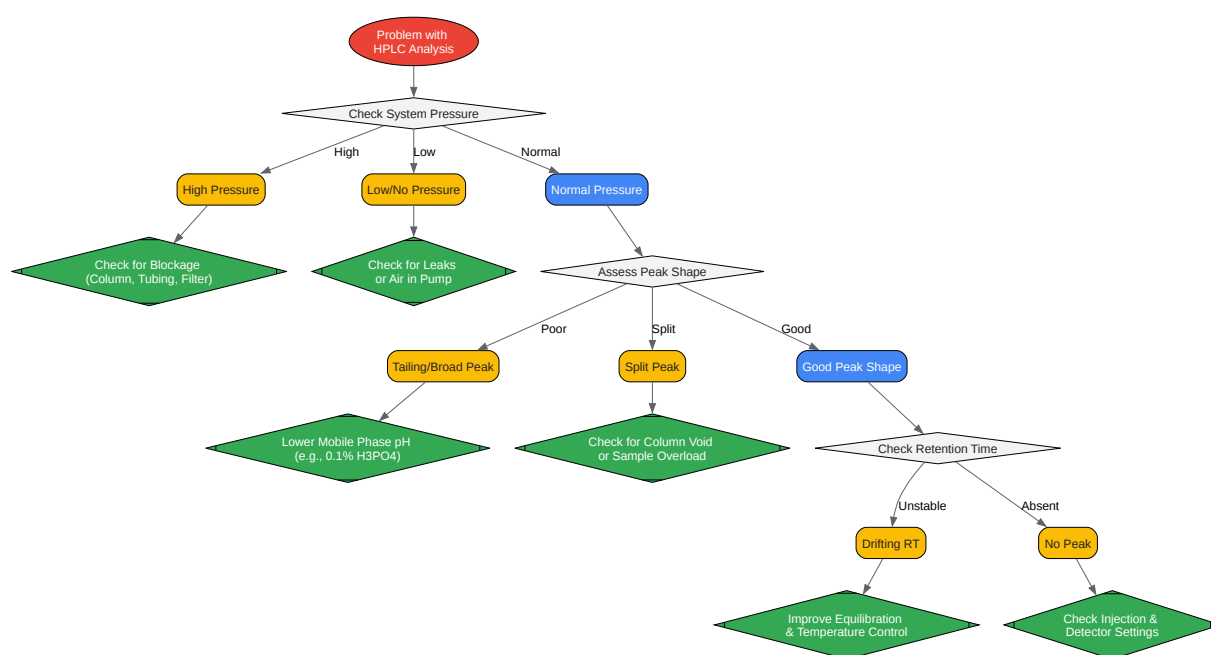 Problem with
HPLC Analysis
Check System Pressure
High
Low
Normal
High Pressure
Low/No Pressure
Normal Pressure
Check for Blockage
(Column, Tubing, Filter)
Check for Leaks
or Air in Pump
Assess Peak Shape
Poor
Split
Good
Tailing/Broad Peak
Split Peak
Good Peak Shape
Lower Mobile Phase pH
(e.g., 0.1% H3PO4)
Check for Column Void
or Sample Overload
Check Retention Time
Unstable
Absent
Drifting RT
No Peak
Improve Equilibration
& Temperature Control
Check Injection &
Detector Settings